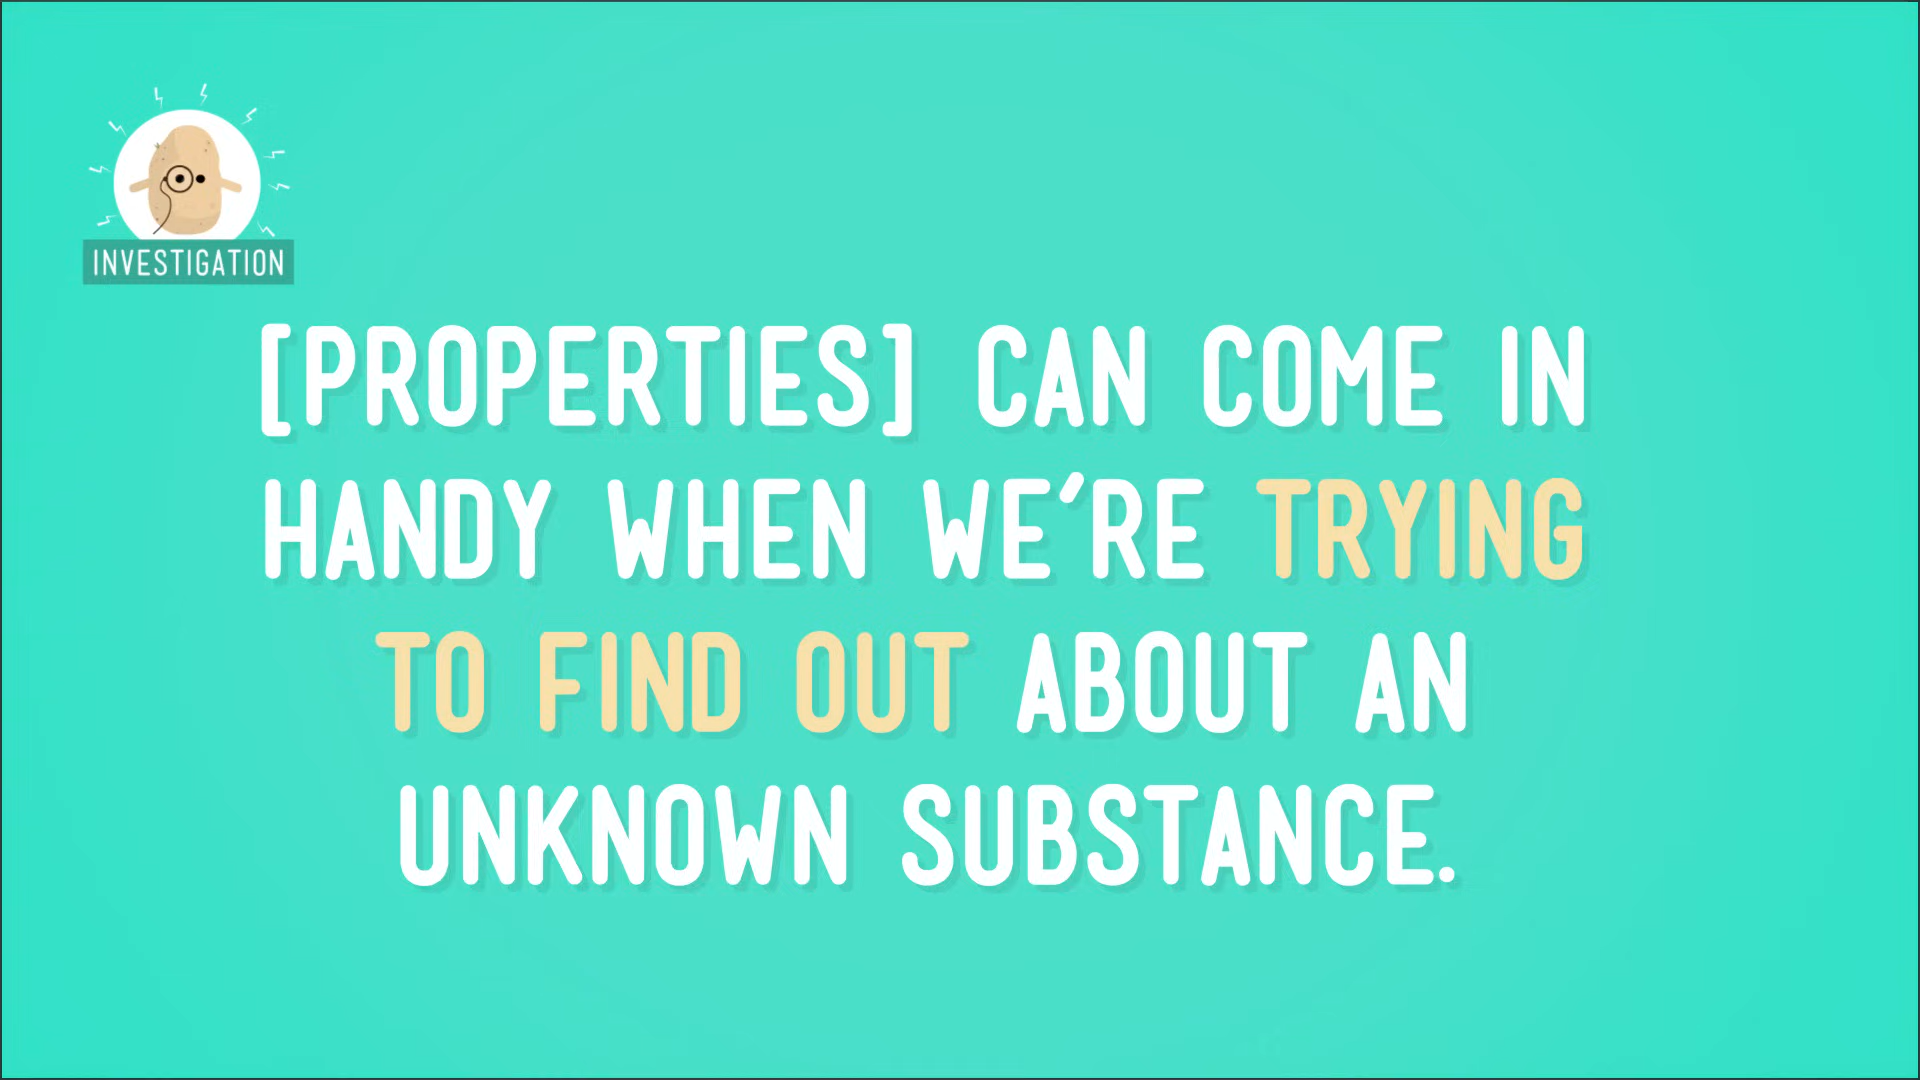 INVESTIGATION
[PROPERTIES] CAN COME IN
HANDY WHEN WE'RE TRYING
TO FIND OUT ABOUT AN
UNKNOWN SUBSTANCE.